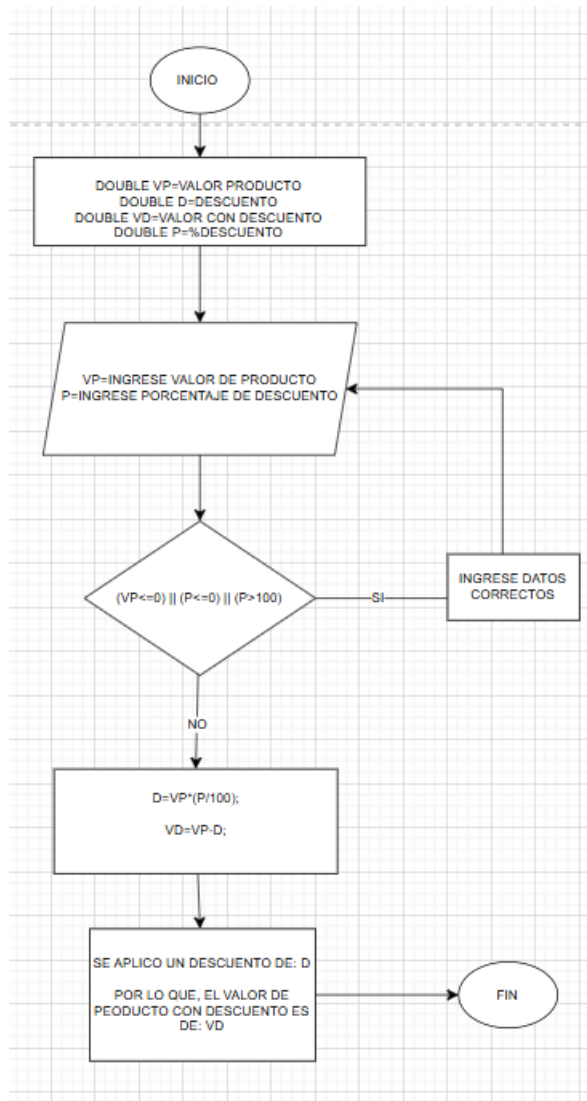 INICIO
DOUBLE VP=VALOR PRODUCTO
DOUBLE D=DESCUENTO
DOUBLE VD=VALOR CON DESCUENTO
DOUBLE P=%DESCUENTO
VP=INGRESE VALOR DE PRODUCTO
P=INGRESE PORCENTAJE DE DESCUENTO
(VP<=0) || (P<=0) || (P>100)
SI
INGRESE DATOS
CORRECTOS
NO
D=VP*(P/100);
VD=VP-D;
SE APLICO UN DESCUENTO DE: D
POR LO QUE, EL VALOR DE
PEODUCTO CON DESCUENTO ES
DE: VD
FIN